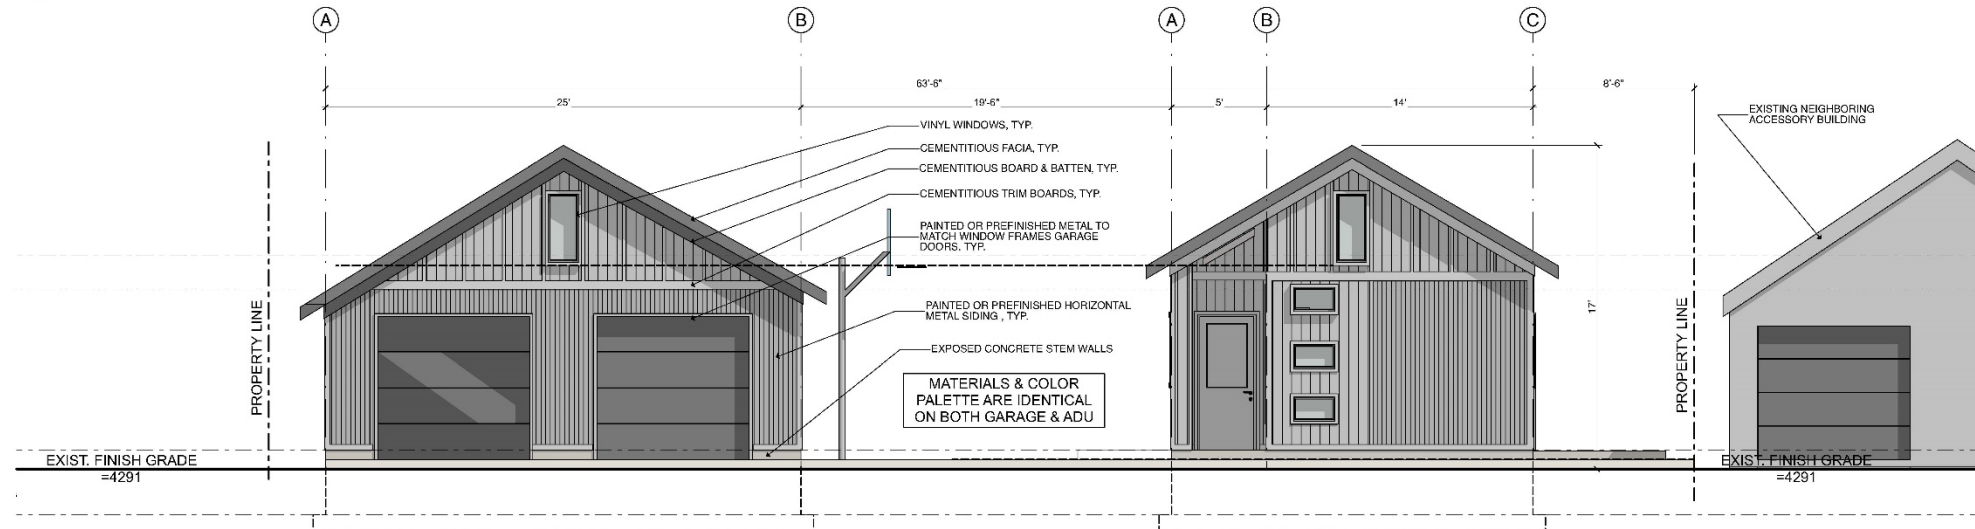 A
B
A
B
C
63'-6"
8'-6"
25'
19'-6"
5'
14'
VINYL WINDOWS, TYP.
CEMENTITIOUS FACIA, TYP.
CEMENTITIOUS BOARD & BATTEN, TYP.
CEMENTITIOUS TRIM BOARDS, TYP.
PAINTED OR PREFINISHED METAL TO
MATCH WINDOW FRAMES GARAGE
DOORS, TYP.
PAINTED OR PREFINISHED HORIZONTAL
METAL SIDING , TYP.
EXPOSED CONCRETE STEM WALLS
MATERIALS & COLOR
PALETTE ARE IDENTICAL
ON BOTH GARAGE & ADU
EXISTING NEIGHBORING
ACCESSORY BUILDING
17'
PROPERTY LINE
PROPERTY LINE
EXIST. FINISH GRADE
=4291
EXIST. FINISH GRADE
=4291